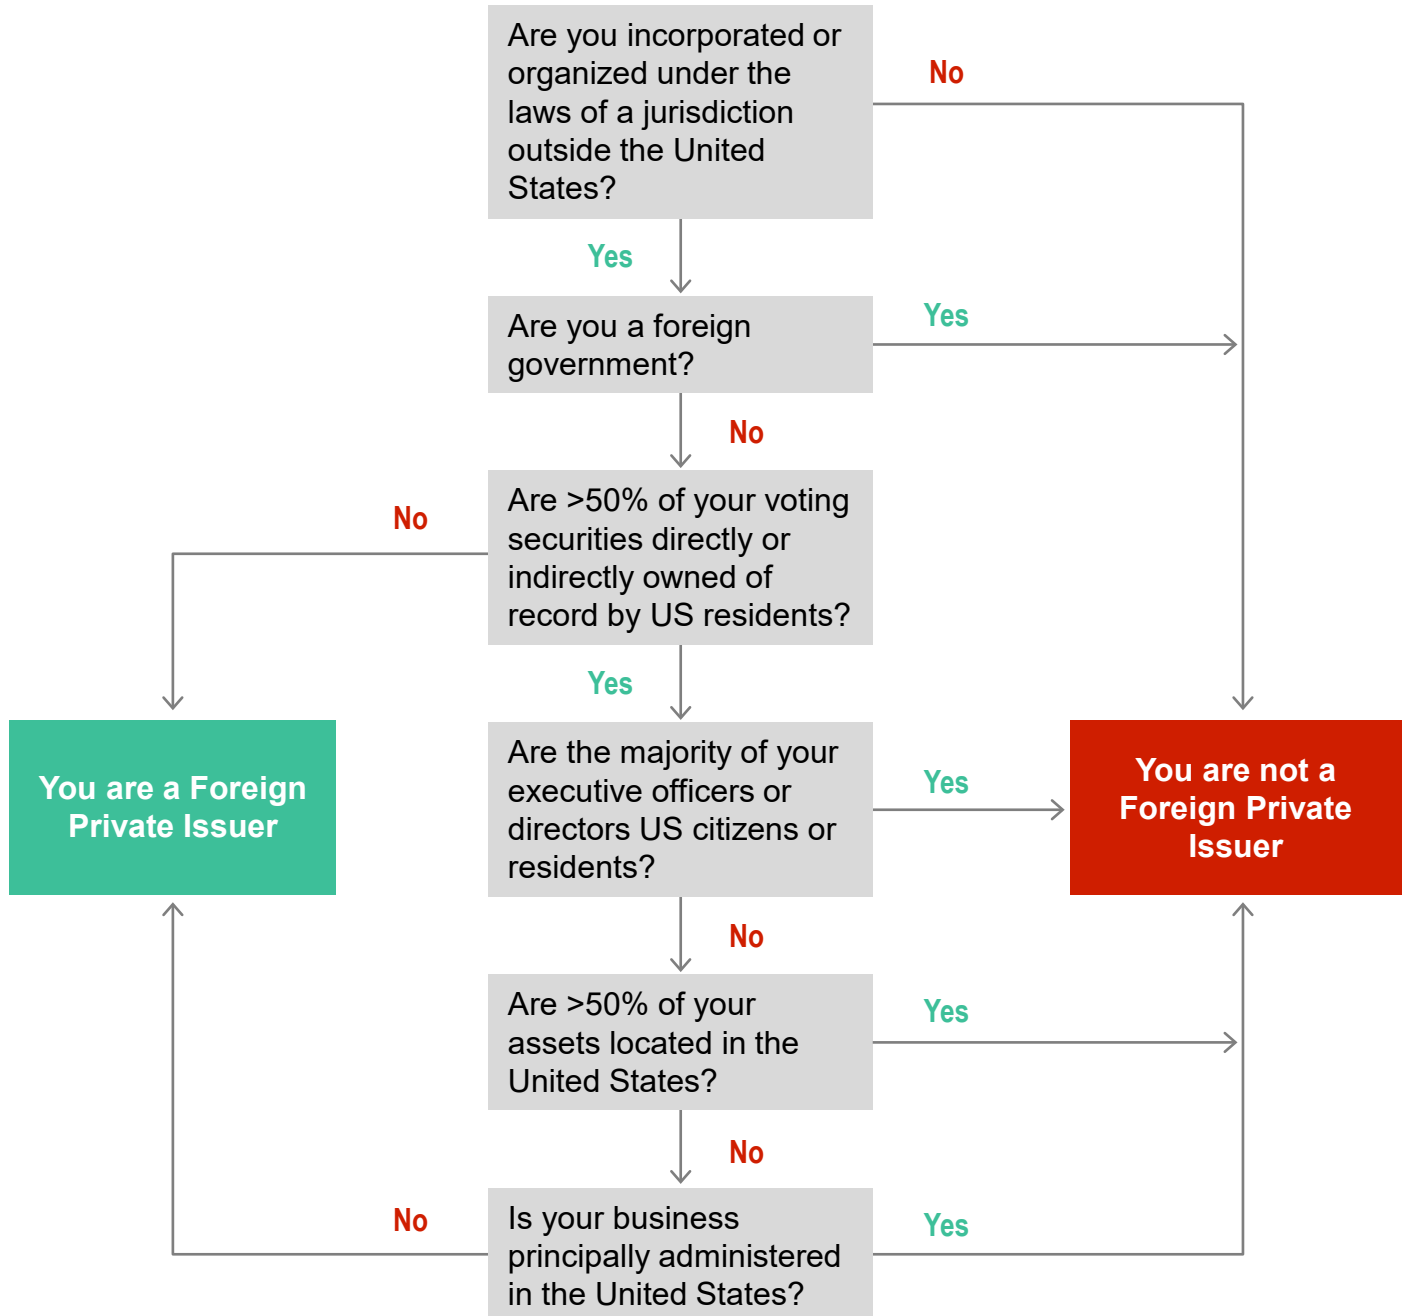 Are you incorporated or
organized under the
laws of a jurisdiction
outside the United
States?
No
Yes
Are you a foreign
government?
Yes
No
Are >50% of your voting
securities directly or
indirectly owned of
record by US residents?
No
Yes
You are a Foreign
Private Issuer
Are the majority of your
executive officers or
directors US citizens or
residents?
Yes
You are not a
Foreign Private
Issuer
No
Are >50% of your
assets located in the
United States?
Yes
No
No
Is your business
principally administered
in the United States?
Yes